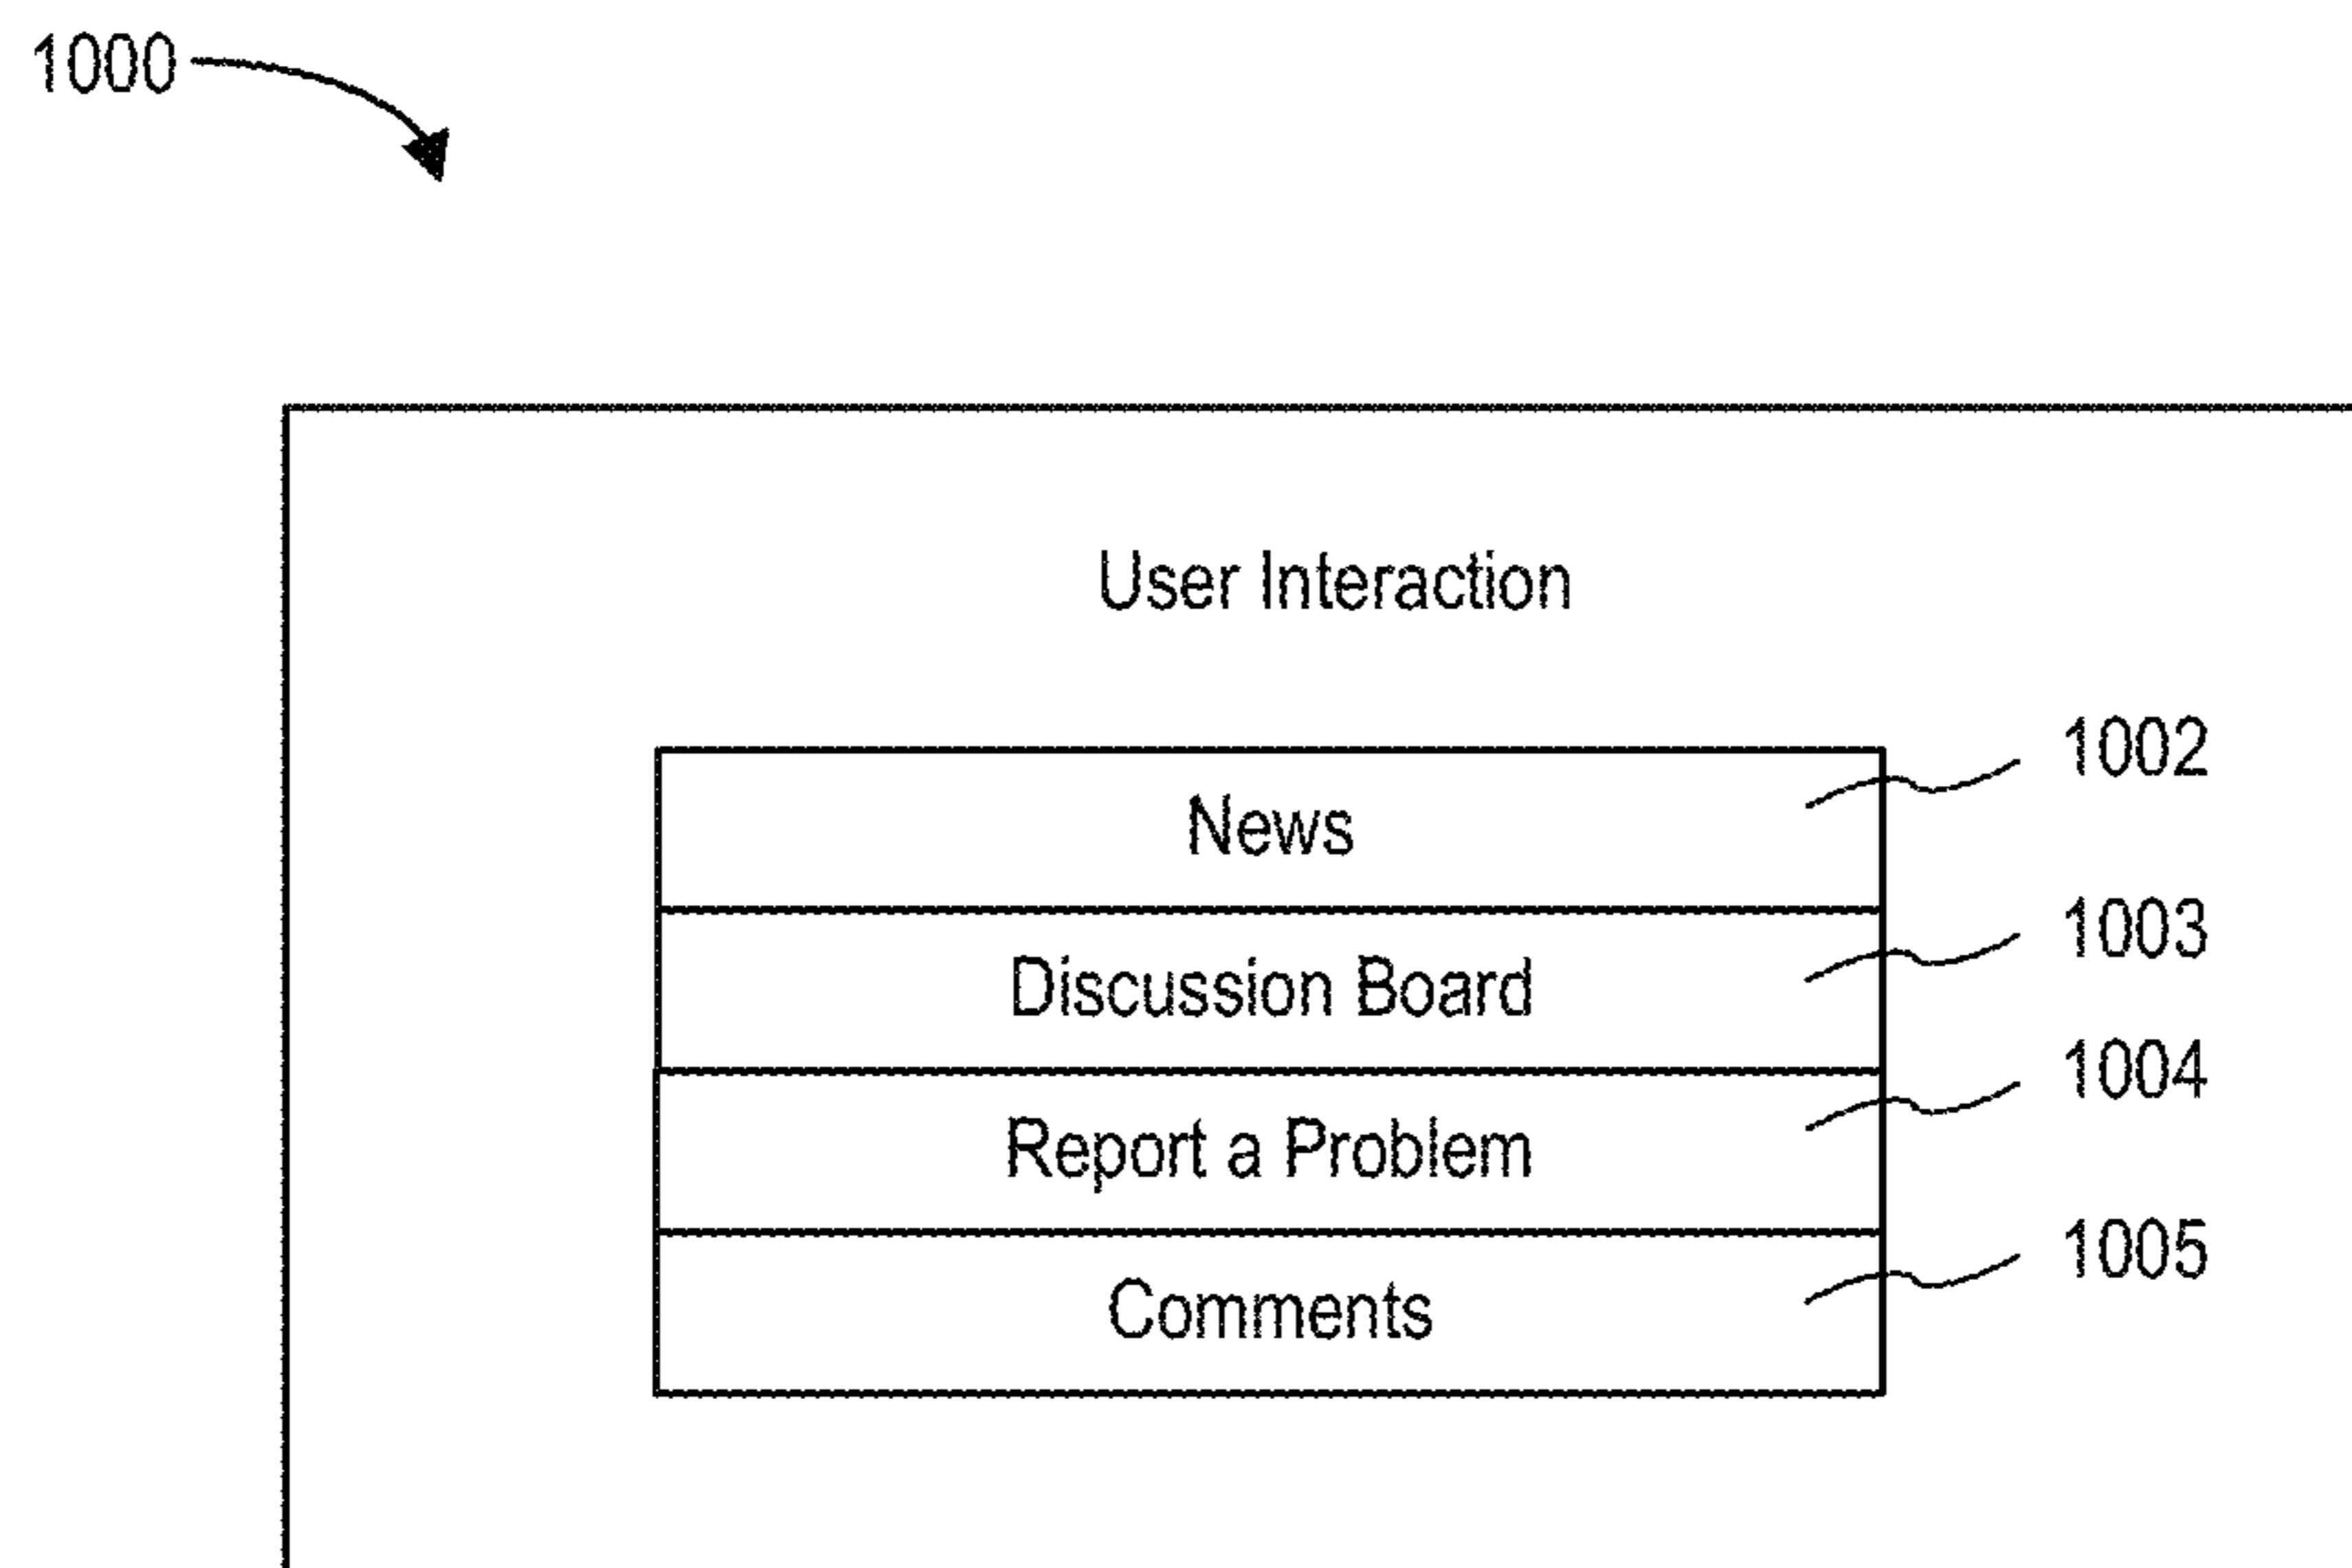 1000
User Interaction
1002
News
1003
Discussion Board
1004
Report a Problem
1005
Comments